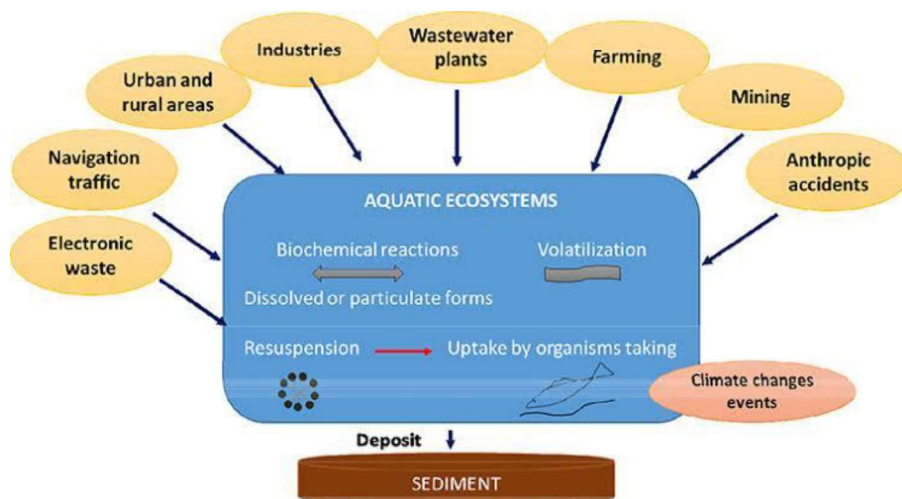 Industries
Wastewater
plants
Farming
Urban and
rural areas
Mining
Navigation
traffic
Anthropic
accidents
Electronic
waste
AQUATIC ECOSYSTEMS
Biochemical reactions
Volatilization
Dissolved or particulate forms
Resuspension
Uptake by organisms taking
Climate changes
events
Deposit
SEDIMENT